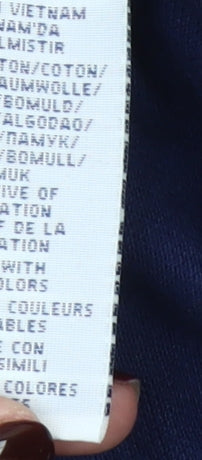 VIETNAM
NAM'DA
LMISTIR
TON/COTON/
AUMWOLLE/
/BOMULD/
/ALGODAO/
/ПАМУК/
/BOMULL/
MUK
IVE OF
ATION
F DE LA
ATION
WITH
OLORS
COULEURS
ABLES
E CON
SIMILI
COLORES